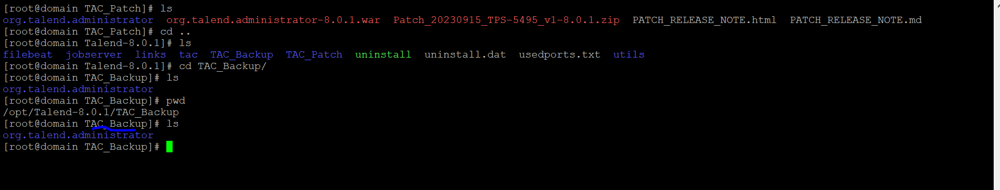 [root@domain TAC_Patch]# ls
org.talend.administrator  org.talend.administrator-8.0.1.war  Patch_20230915_TPS-5495_v1-8.0.1.zip  PATCH_RELEASE_NOTE.html  PATCH_RELEASE_NOTE.md
[root@domain TAC_Patch]# cd ..
[root@domain Talend-8.0.1]# ls
filebeat  jobserver  links  tac  TAC_Backup  TAC_Patch  uninstall  uninstall.dat  usedports.txt  utils
[root@domain Talend-8.0.1]# cd TAC_Backup/
[root@domain TAC_Backup]# ls
org.talend.administrator
[root@domain TAC_Backup]# pwd
/opt/Talend-8.0.1/TAC_Backup
[root@domain TAC_Backup]# ls
org.talend.administrator
[root@domain TAC_Backup]#